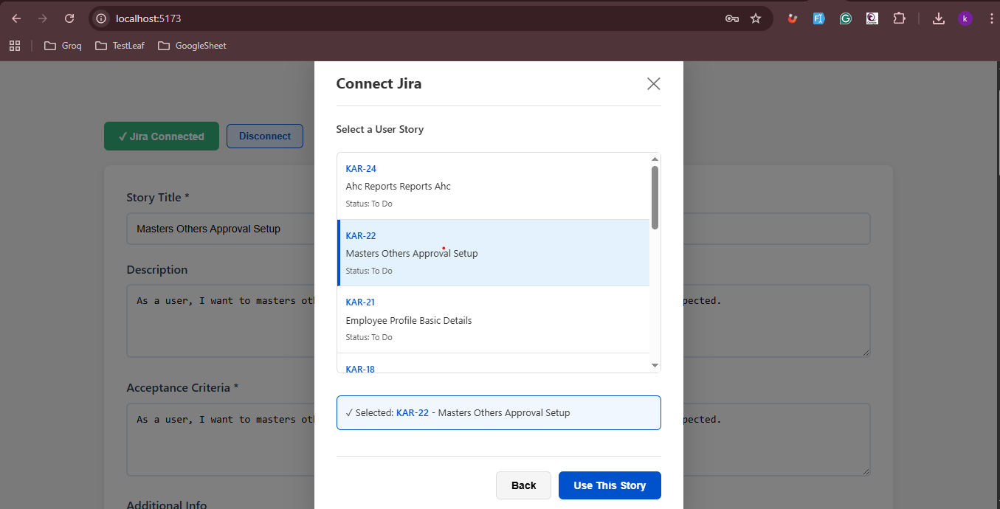 localhost:5173
k
Groq TestLeaf GoogleSheet
Connect Jira
Select a User Story
✓ Jira Connected Disconnect
KAR-24
Ahc Reports Reports Ahc
Status: To Do
Story Title *
Masters Others Approval Setup
KAR-22
Masters Others Approval Setup
Status: To Do
Description
As a user, I want to masters oth
pected.
KAR-21
Employee Profile Basic Details
Status: To Do
KAR-18
Acceptance Criteria *
As a user, I want to masters oth
pected.
✓ Selected: KAR-22 - Masters Others Approval Setup
Back Use This Story
Additional Info